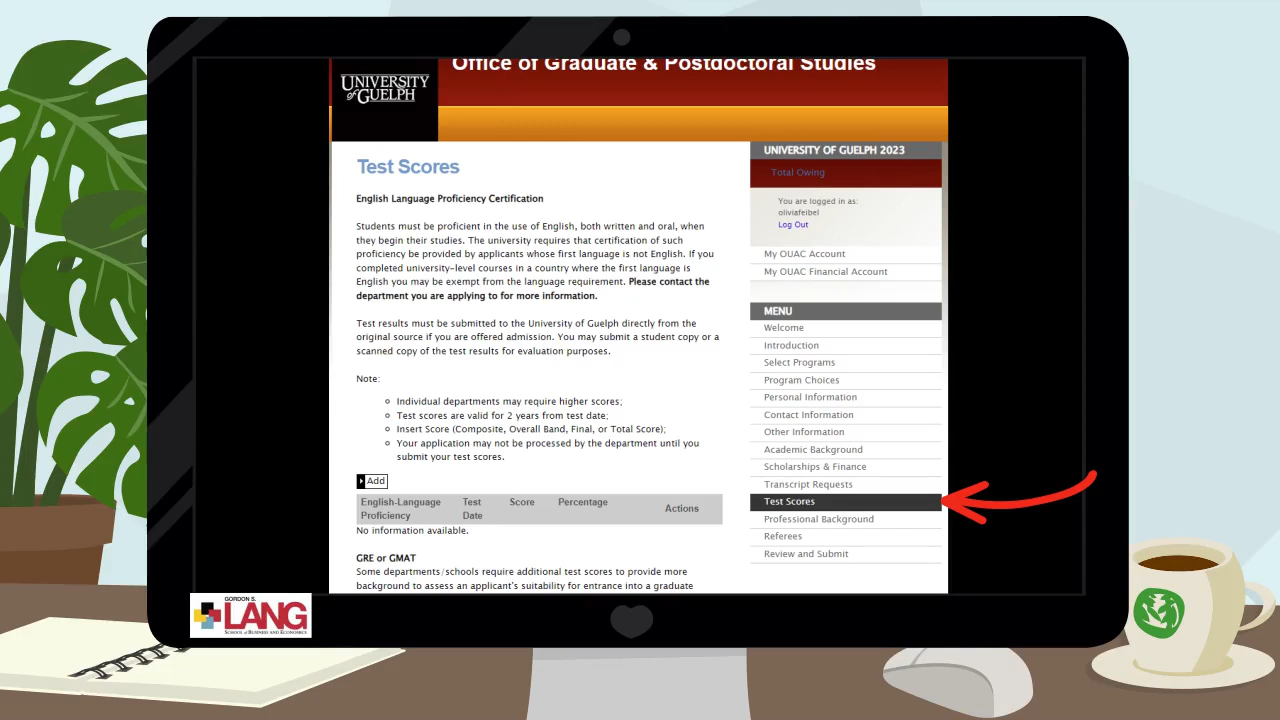 Office of Graduate & Postdoctoral Studies
UNIVERSITY
of GUELPH
Test Scores
English Language Proficiency Certification
Students must be proficient in the use of English, both written and oral, when
they begin their studies. The university requires that certification of such
proficiency be provided by applicants whose first language is not English. If you
completed university-level courses in a country where the first language is
English you may be exempt from the language requirement. Please contact the
department you are applying to for more information.
Test results must be submitted to the University of Guelph directly from the
original source if you are offered admission. You may submit a student copy or a
scanned copy of the test results for evaluation purposes.
Note:
Individual departments may require higher scores;
Test scores are valid for 2 years from test date;
Insert Score (Composite, Overall Band, Final, or Total Score);
Your application may not be processed by the department until you
submit your test scores.
Add
English-Language Test Score Percentage Actions
Proficiency Date
No information available.
GRE or GMAT
Some departments/schools require additional test scores to provide more
background to assess an applicant's suitability for entrance into a graduate
UNIVERSITY OF GUELPH 2023
Total Owing
You are logged in as:
oliviafeibel
Log Out
My OUAC Account
My OUAC Financial Account
MENU
Welcome
Introduction
Select Programs
Program Choices
Personal Information
Contact Information
Other Information
Academic Background
Scholarships & Finance
Transcript Requests
Test Scores
Professional Background
Referees
Review and Submit
GORDON S.
LANG
SCHOOL of BUSINESS AND ECONOMICS